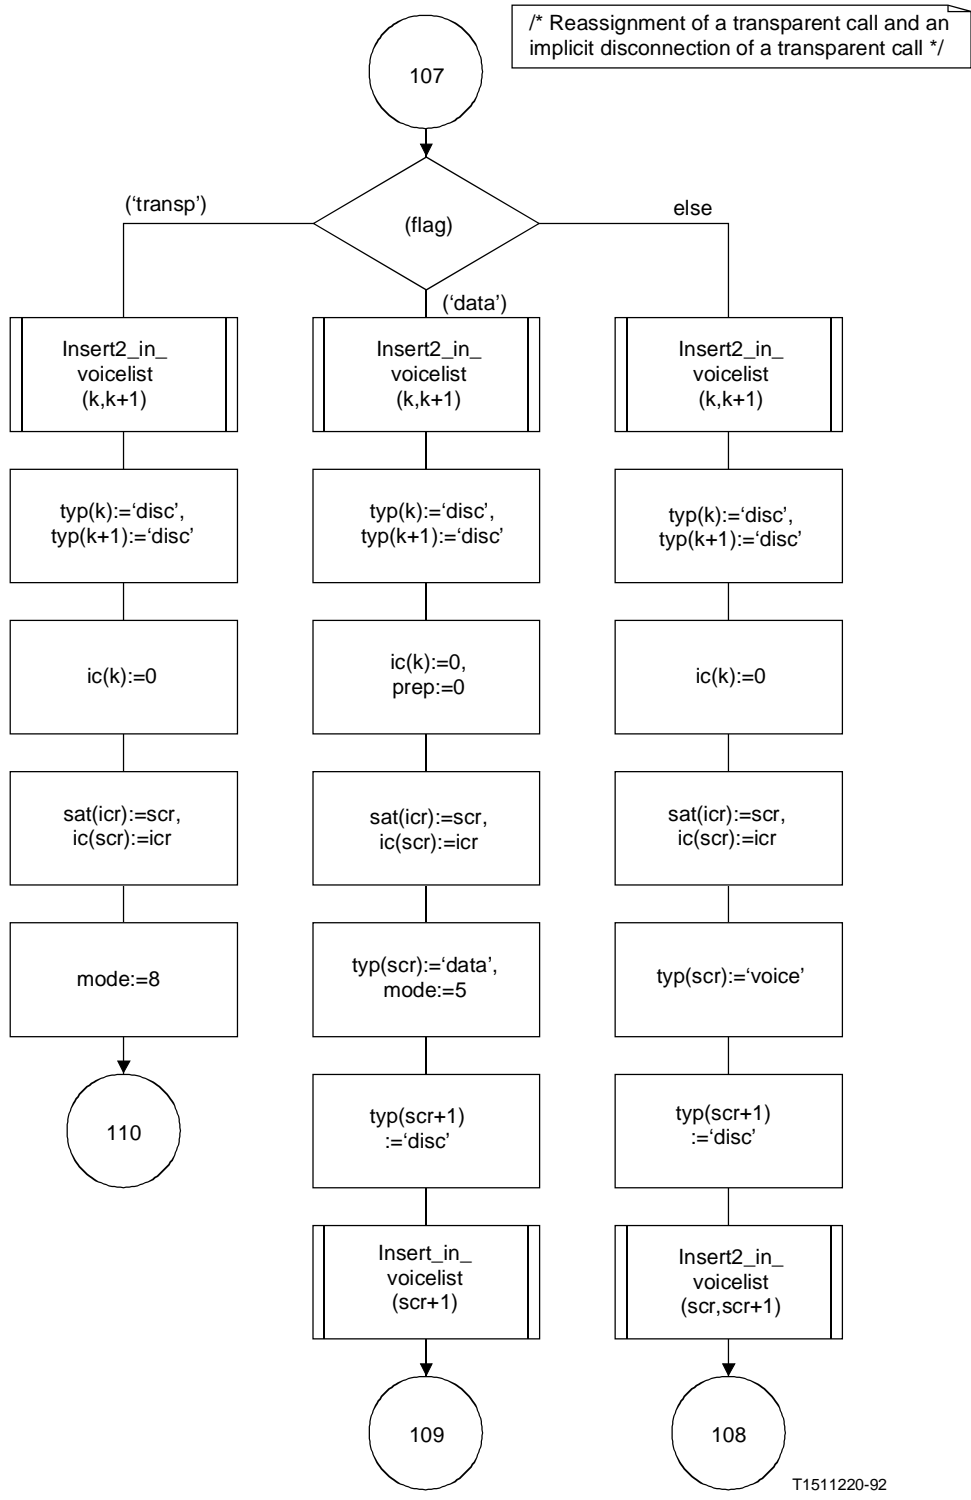 /* Reassignment of a transparent call and an
implicit disconnection of a transparent call */
107
(‘transp’)
(flag)
else
(‘data’)
Insert2_in_
voicelist
(k,k+1)
typ(k):=‘disc’,
typ(k+1):=‘disc’
ic(k):=0
sat(icr):=scr,
ic(scr):=icr
mode:=8
110
Insert2_in_
voicelist
(k,k+1)
typ(k):=‘disc’,
typ(k+1):=‘disc’
ic(k):=0,
prep:=0
sat(icr):=scr,
ic(scr):=icr
typ(scr):=‘data’,
mode:=5
typ(scr+1)
:=‘disc’
Insert_in_
voicelist
(scr+1)
109
Insert2_in_
voicelist
(k,k+1)
typ(k):=‘disc’,
typ(k+1):=‘disc’
ic(k):=0
sat(icr):=scr,
ic(scr):=icr
typ(scr):=‘voice’
typ(scr+1)
:=‘disc’
Insert2_in_
voicelist
(scr,scr+1)
108
T1511220-92